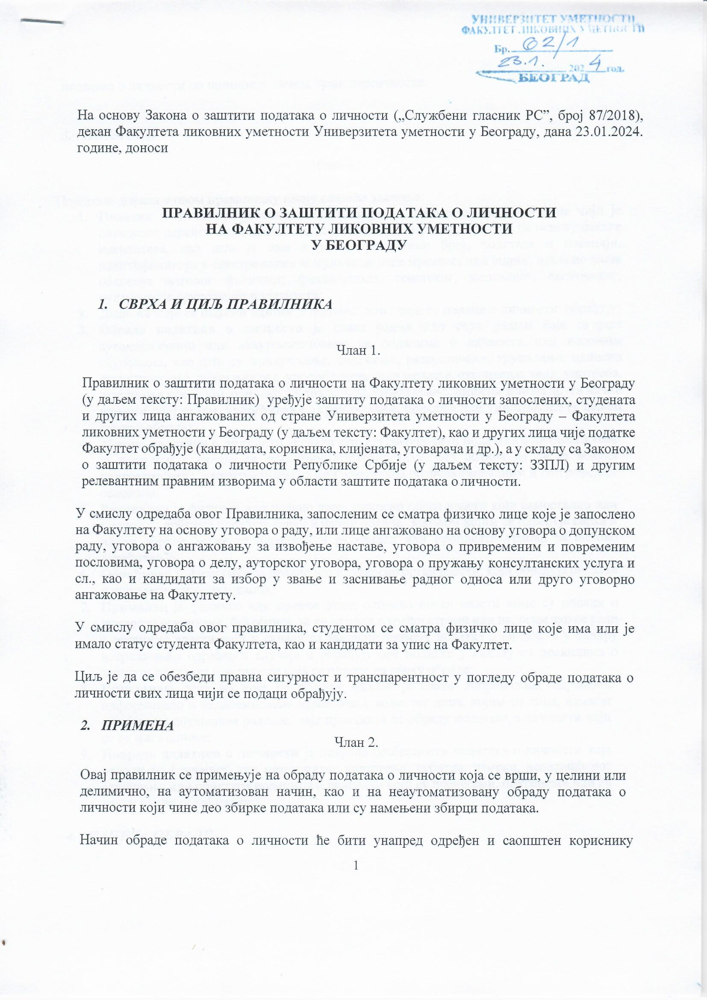 УНИВЕРЗИТЕТ УМЕТНОСТИ
ФАКУЛТЕТ ЛИКОВНИХ УМЕТНОСТИ
Бр. 02/1
23.1. 2024 год.
БЕОГРАД
На основу Закона о заштити података о личности („Службени гласник РС”, број 87/2018),
декан Факултета ликовних уметности Универзитета уметности у Београду, дана 23.01.2024.
године, доноси
ПРАВИЛНИК О ЗАШТИТИ ПОДАТАКА О ЛИЧНОСТИ
НА ФАКУЛТЕТУ ЛИКОВНИХ УМЕТНОСТИ
У БЕОГРАДУ
1. СВРХА И ЦИЉ ПРАВИЛНИКА
Члан 1.
Правилник о заштити података о личности на Факултету ликовних уметности у Београду
(у даљем тексту: Правилник) уређује заштиту података о личности запослених, студената
и других лица ангажованих од стране Универзитета уметности у Београду – Факултета
ликовних уметности у Београду (у даљем тексту: Факултет), као и других лица чије податке
Факултет обрађује (кандидата, корисника, клијената, уговарача и др.), а у складу са Законом
о заштити података о личности Републике Србије (у даљем тексту: ЗЗПЛ) и другим
релевантним правним изворима у области заштите података о личности.
У смислу одредаба овог Правилника, запосленим се сматра физичко лице које је запослено
на Факултету на основу уговора о раду, или лице ангажовано на основу уговора о допунском
раду, уговора о ангажовању за извођење наставе, уговора о привременим и повременим
пословима, уговора о делу, ауторског уговора, уговора о пружању консултанских услуга и
сл., као и кандидати за избор у звање и заснивање радног односа или друго уговорно
ангажовање на Факултету.
У смислу одредаба овог правилника, студентом се сматра физичко лице које има или је
имало статус студента Факултета, као и кандидати за упис на Факултет.
Циљ је да се обезбеди правна сигурност и транспарентност у погледу обраде података о
личности свих лица чији се подаци обрађују.
2. ПРИМЕНА
Члан 2.
Овај правилник се примењује на обраду података о личности која се врши, у целини или
делимично, на аутоматизован начин, као и на неаутоматизовану обраду података о
личности који чине део збирке података или су намењени збирци података.
Начин обраде података о личности ће бити унапред одређен и саопштен кориснику
1